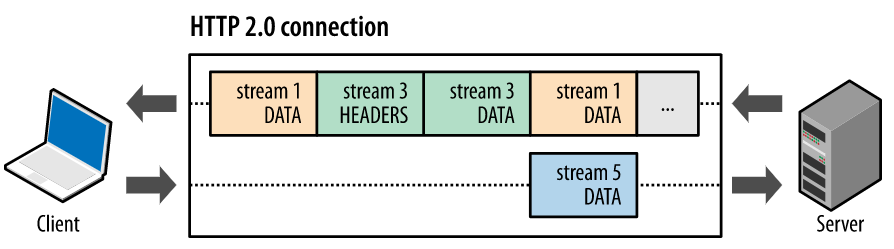 HTTP 2.0 connection
stream 1
DATA
stream 3
HEADERS
stream 3
DATA
stream 1
DATA
...
stream 5
DATA
Client
Server